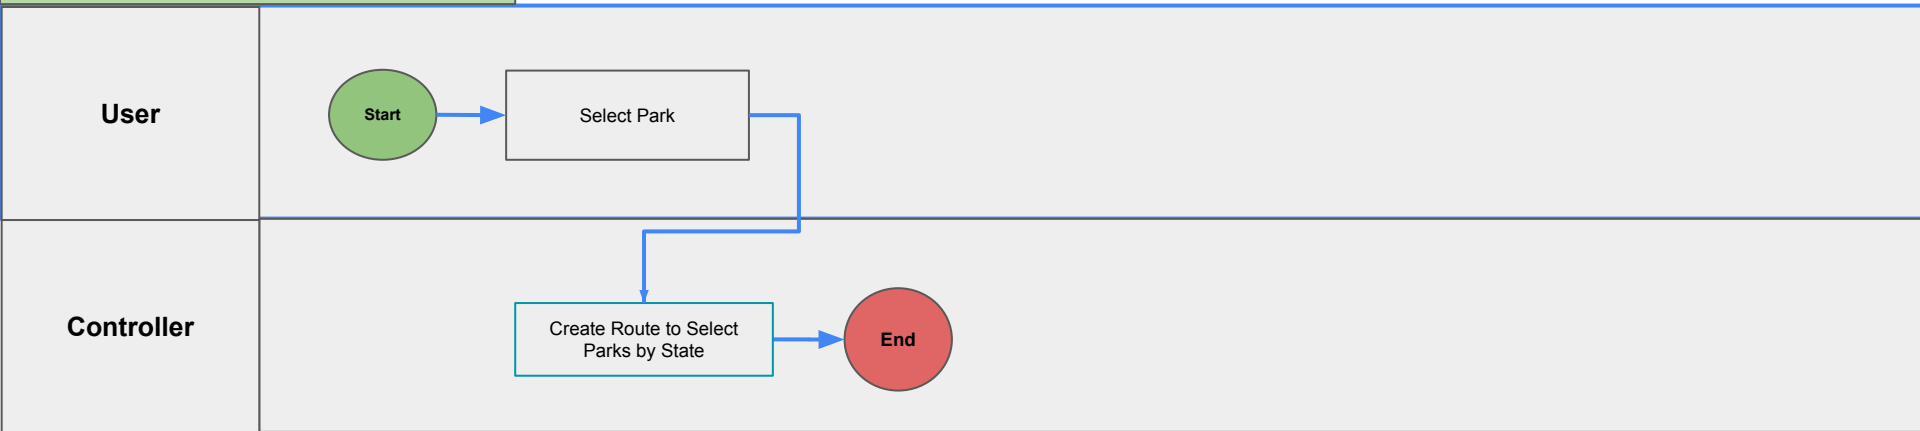 User
Start
Select Park
Controller
Create Route to Select
Parks by State
End